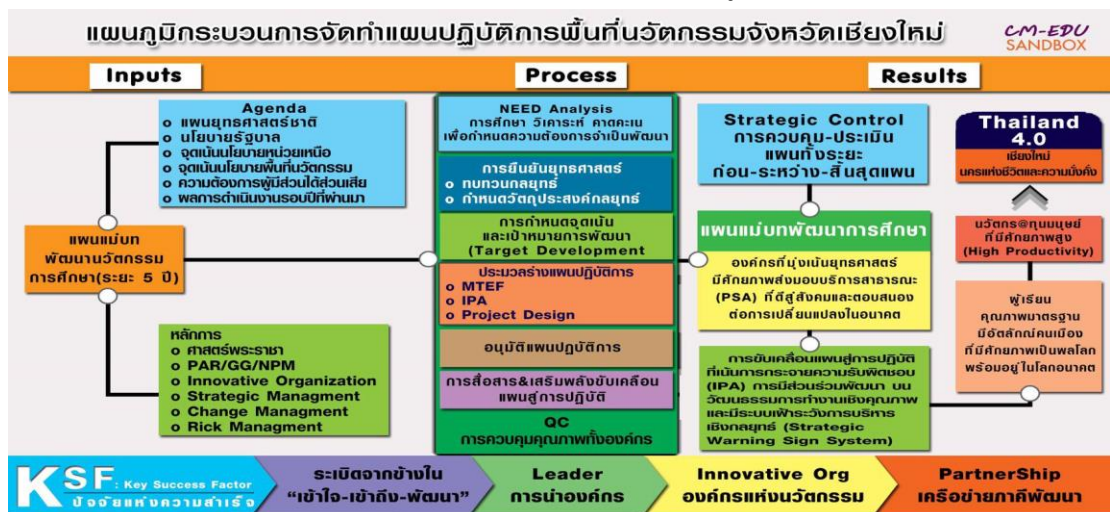 แผนภูมิกระบวนการจัดทำแผนปฏิบัติการพื้นที่นวัตกรรมจังหวัดเชียงใหม่
CM-EDU
SANDBOX
Inputs
Process
Results
Agenda
o แผนยุทธศาสตร์ชาติ
o นโยบายรัฐบาล
o จุดเน้นนโยบายหน่วยเหนือ
o จุดเน้นนโยบายพื้นที่นวัตกรรม
o ความต้องการผู้มีส่วนได้ส่วนเสีย
o ผลการดำเนินงานรอบปีที่ผ่านมา
แผนแม่บท
พัฒนานวัตกรรม
การศึกษา(ระยะ 5 ปี)
หลักการ
o ศาสตร์พระราชา
o PAR/GG/NPM
o Innovative Organization
o Strategic Managment
o Change Managment
o Rick Managment
NEED Analysis
การศึกษา วิเคราะห์ คาดคะเน
เพื่อกำหนดความต้องการจำเป็นพัฒนา
การยืนยันยุทธศาสตร์
o ทบทวนกลยุทธ์
o กำหนดวัตถุประสงค์กลยุทธ์
การกำหนดจุดเน้น
และเป้าหมายการพัฒนา
(Target Development
ประมวลร่างแผนปฏิบัติการ
o MTEF
o IPA
o Project Design
อนุมัติแผนปฏบัติการ
การสื่อสาร&เสริมพลังขับเคลื่อน
แผนสู่การปฏิบัติ
QC
การควบคุมคุณภาพทั้งองค์กร
Strategic Control
การควบคุม-ประเมิน
แผนทั้งระยะ
ก่อน-ระหว่าง-สิ้นสุดแผน
แผนแม่บทพัฒนาการศึกษา
องค์กรที่มุ่งเน้นยุทธศาสตร์
มีศักยภาพส่งมอบบริการสาธารณะ
(PSA) ที่ดีสู่สังคมและตอบสนอง
ต่อการเปลี่ยนแปลงในอนาคต
การขับเคลื่อนแผนสู่การปฏิบัติ
ที่เน้นการกระจายความรับผิดชอบ
(IPA) การมีส่วนร่วมพัฒนา บน
วัฒนธรรมการทำงานเชิงคุณภาพ
และมีระบบเฝ้าระวังการบริหาร
เชิงกลยุทธ์ (Strategic
Warning Sign System)
Thailand
4.0
เชียงใหม่
นครแห่งชีวิตและความมั่งคั่ง
นวัตกร@ทุนมนุษย์
ที่มีศักยภาพสูง
(High Productivity)
ผู้เรียน
คุณภาพมาตรฐาน
มีอัตลักษณ์คนเมือง
ที่มีศักยภาพเป็นพลโลก
พร้อมอยู่ในโลกอนาคต
KSF: Key Success Factor
ปัจจัยแห่งความสำเร็จ
ระเบิดจากข้างใน
“เข้าใจ-เข้าถึง-พัฒนา”
Leader
การนำองค์กร
Innovative Org
องค์กรแห่งนวัตกรรม
PartnerShip
เครือข่ายภาคีพัฒนา